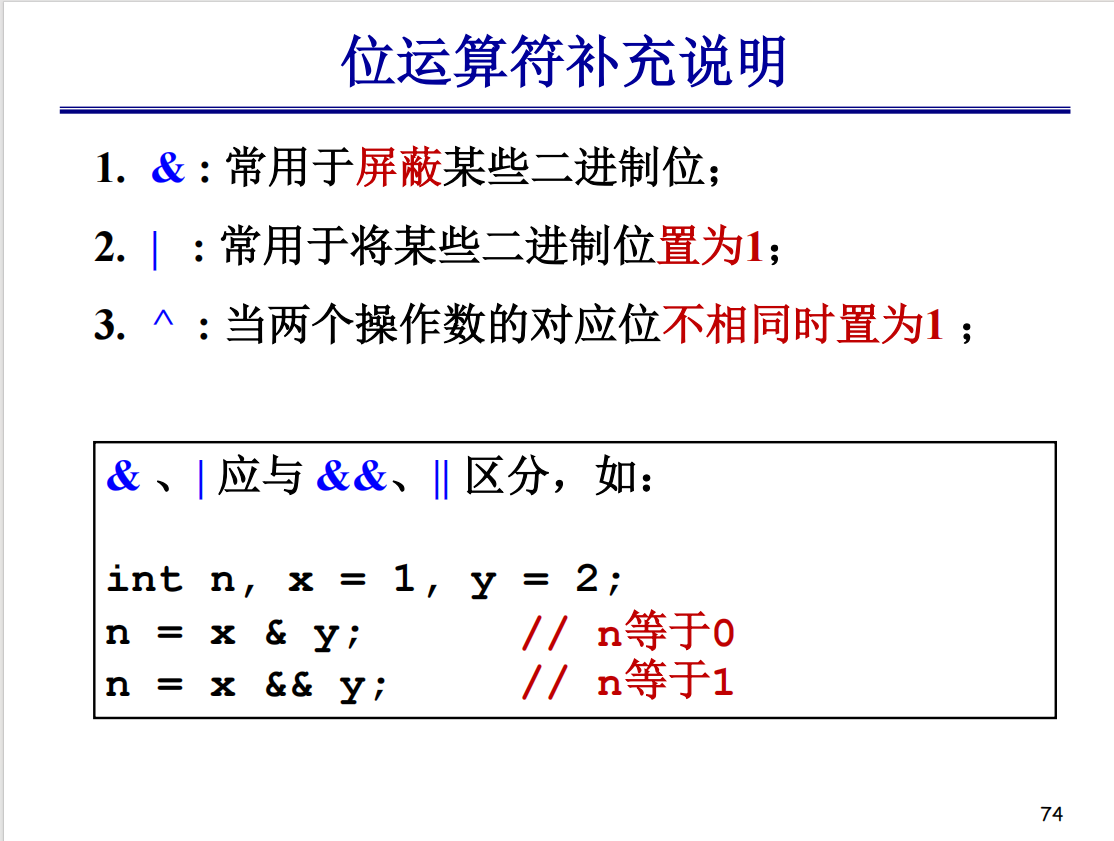 位运算符补充说明
1. & : 常用于屏蔽某些二进制位；
2. | : 常用于将某些二进制位置为1；
3. ^ : 当两个操作数的对应位不相同时置为1 ；
& 、| 应与 &&、|| 区分，如：
int n, x = 1, y = 2;
n = x & y; // n等于0
n = x && y; // n等于1
74